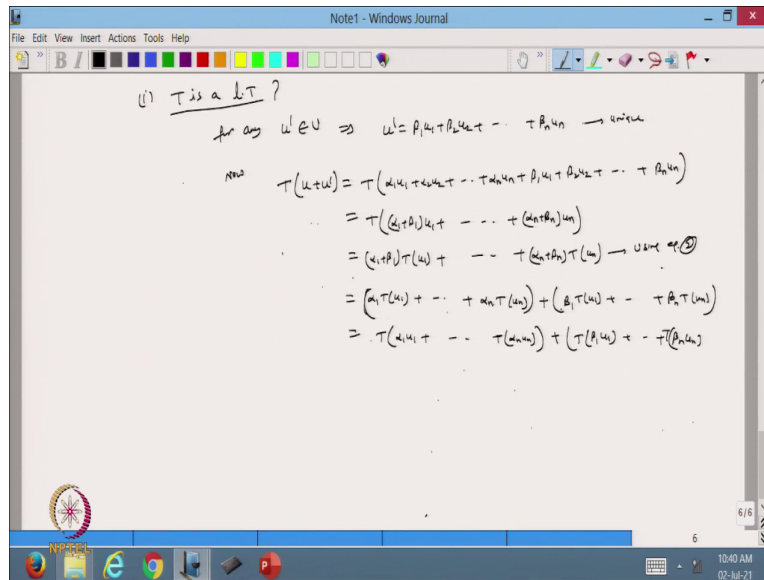 Note1 - Windows Journal
File Edit View Insert Actions Tools Help
(i) T is a L.T ?
for any u' ∈ U ⇒ u' = β₁u₁+β₂u₂+ - - +βₙuₙ → unique
Now T(u+u') = T(α₁u₁+α₂u₂+ - - +αₙuₙ+β₁u₁+β₂u₂+ - - + βₙuₙ)
= T((α₁+β₁)u₁+ - - - + (αₙ+βₙ)uₙ)
= (α₁+β₁)T(u₁) + - - +(αₙ+βₙ)T(uₙ) → using eq. ②
= (α₁T(u₁) + - - + αₙT(uₙ)) + (β₁T(u₁) + - + βₙT(uₙ))
= T(α₁u₁ + - - T(αₙuₙ)) + (T(β₁u₁) + - +T(βₙuₙ)
6/6
6
NPTEL
10:40 AM
02-Jul-21